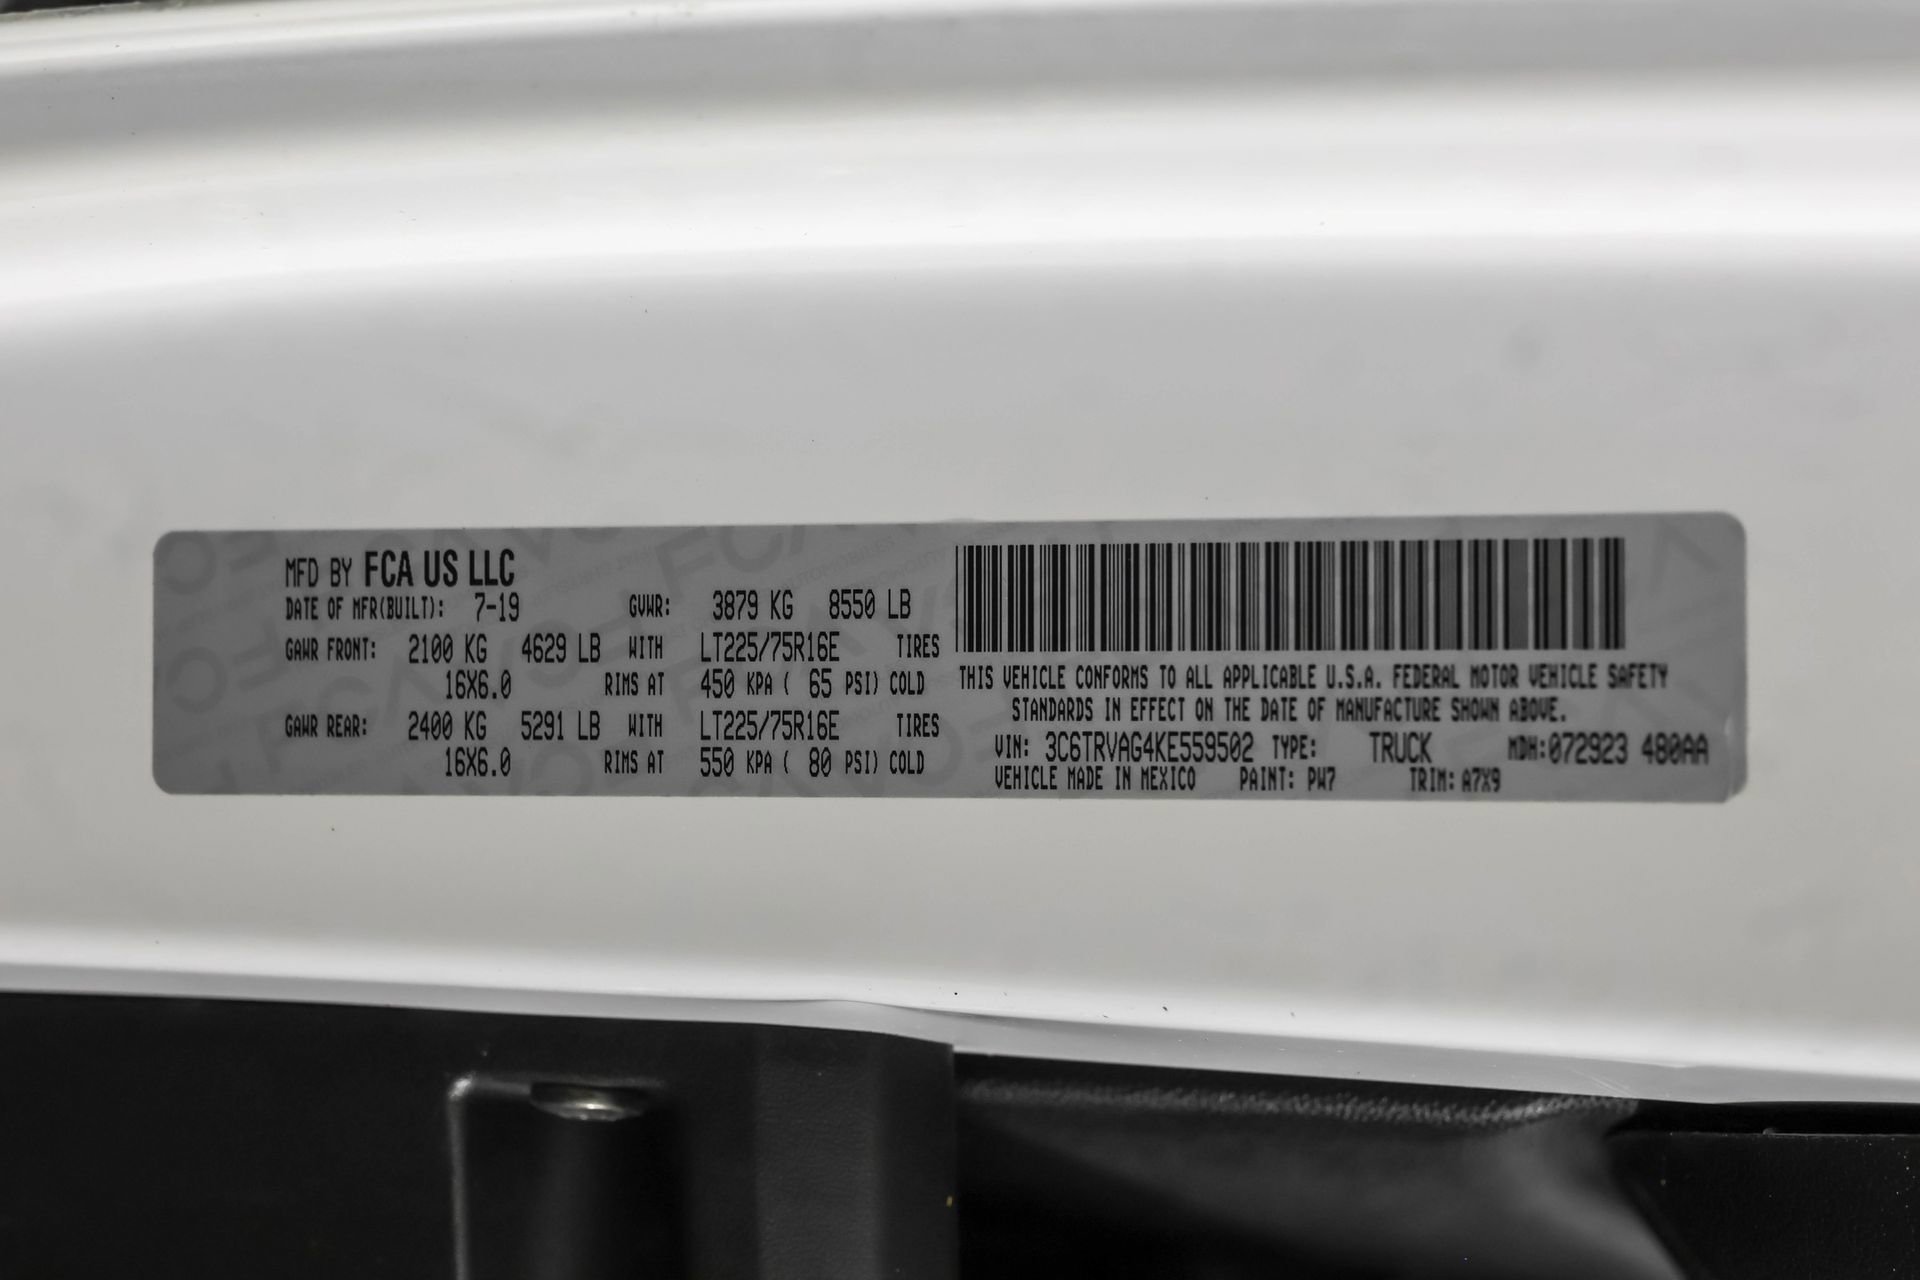 MFD BY FCA US LLC
DATE OF MFR(BUILT): 7-19 GVWR: 3879 KG 8550 LB
GAWR FRONT: 2100 KG 4629 LB WITH LT225/75R16E TIRES
16X6.0 RIMS AT 450 KPA ( 65 PSI) COLD
GAWR REAR: 2400 KG 5291 LB WITH LT225/75R16E TIRES
16X6.0 RIMS AT 550 KPA ( 80 PSI) COLD
THIS VEHICLE CONFORMS TO ALL APPLICABLE U.S.A. FEDERAL MOTOR VEHICLE SAFETY
STANDARDS IN EFFECT ON THE DATE OF MANUFACTURE SHOWN ABOVE.
VIN: 3C6TRVAG4KE559502 TYPE: TRUCK MDH:072923 480AA
VEHICLE MADE IN MEXICO PAINT: PW7 TRIM: A7X9